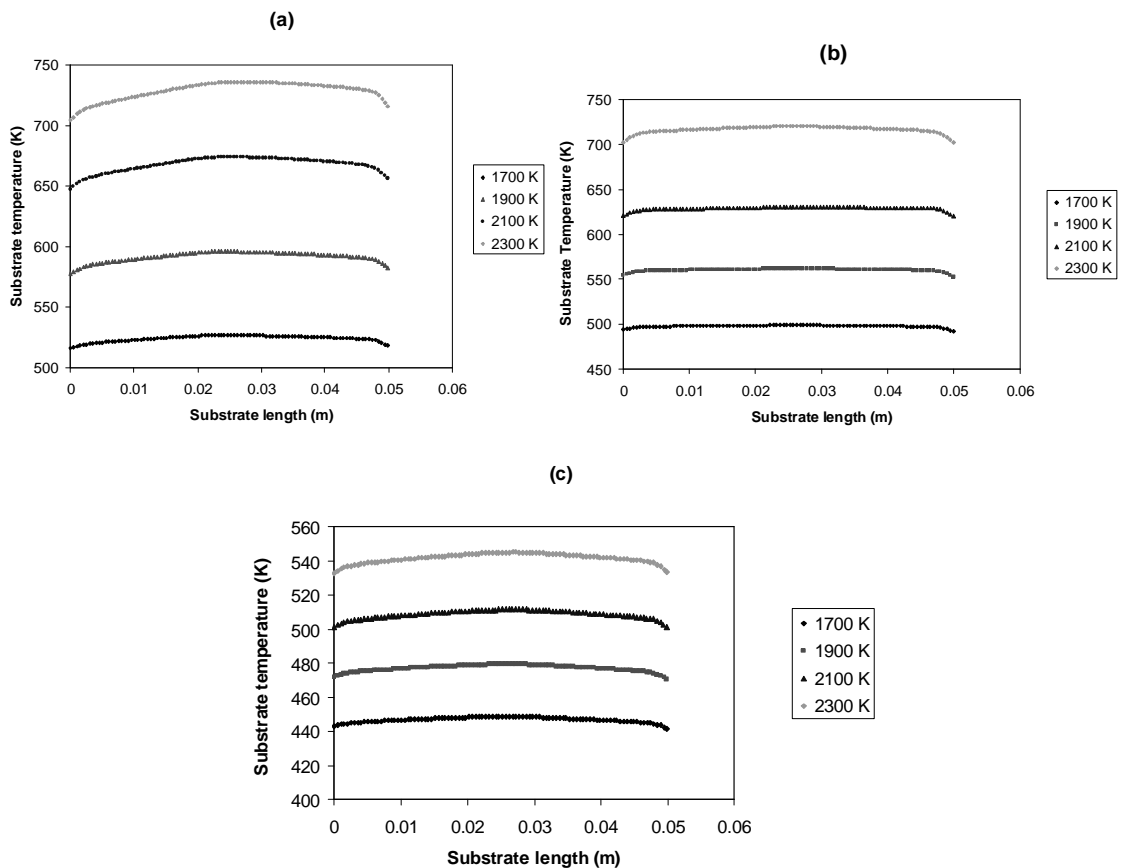 (a)
750
700
650
600
550
500
Substrate temperature (K)
0 0.01 0.02 0.03 0.04 0.05 0.06
Substrate length (m)
1700 K
1900 K
2100 K
2300 K
(b)
750
700
650
600
550
500
450
Substrate Temperature (K)
0 0.01 0.02 0.03 0.04 0.05 0.06
Substrate length (m)
1700 K
1900 K
2100 K
2300 K
(c)
560
540
520
500
480
460
440
420
400
Substrate temperature (K)
0 0.01 0.02 0.03 0.04 0.05 0.06
Substrate length (m)
1700 K
1900 K
2100 K
2300 K